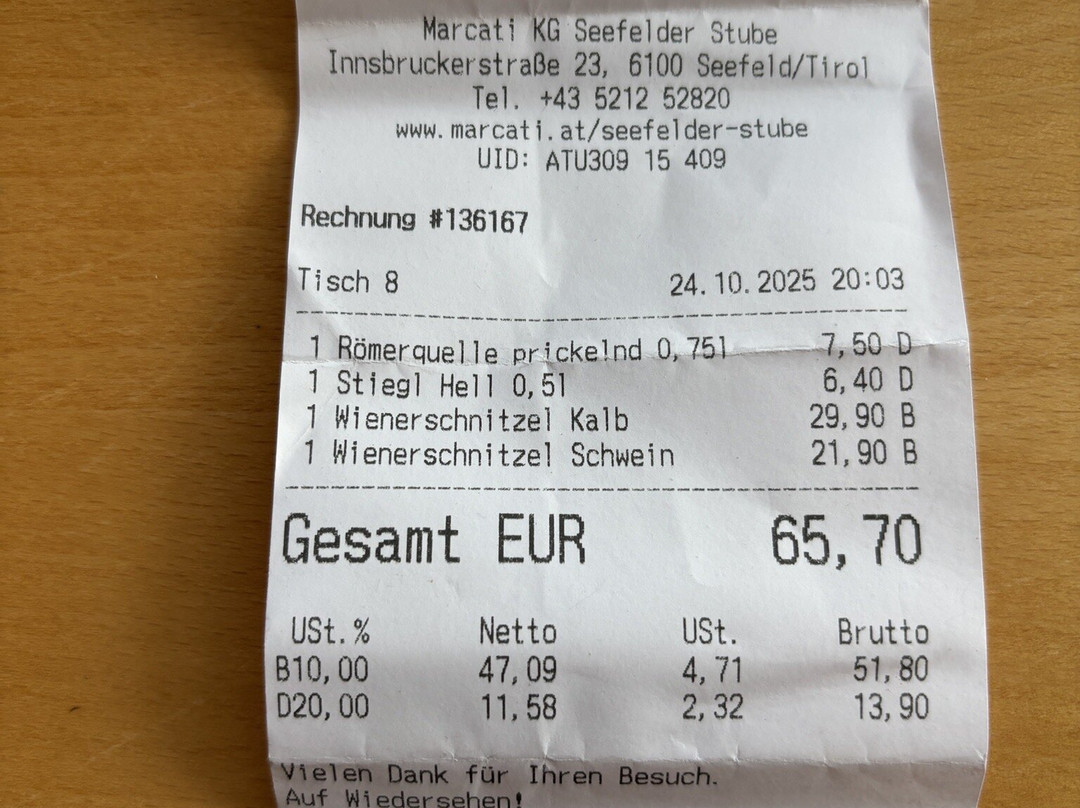 Marcati KG Seefelder Stube
Innsbruckerstraße 23, 6100 Seefeld/Tirol
Tel. +43 5212 52820
www.marcati.at/seefelder-stube
UID: ATU309 15 409
Rechnung #136167
Tisch 8 24.10.2025 20:03
1 Römerquelle prickelnd 0,75l 7,50 D
1 Stiegl Hell 0,5l 6,40 D
1 Wienerschnitzel Kalb 29,90 B
1 Wienerschnitzel Schwein 21,90 B
Gesamt EUR 65,70
USt.% Netto USt. Brutto
B10,00 47,09 4,71 51,80
D20,00 11,58 2,32 13,90
Vielen Dank für Ihren Besuch.
Auf Wiedersehen!